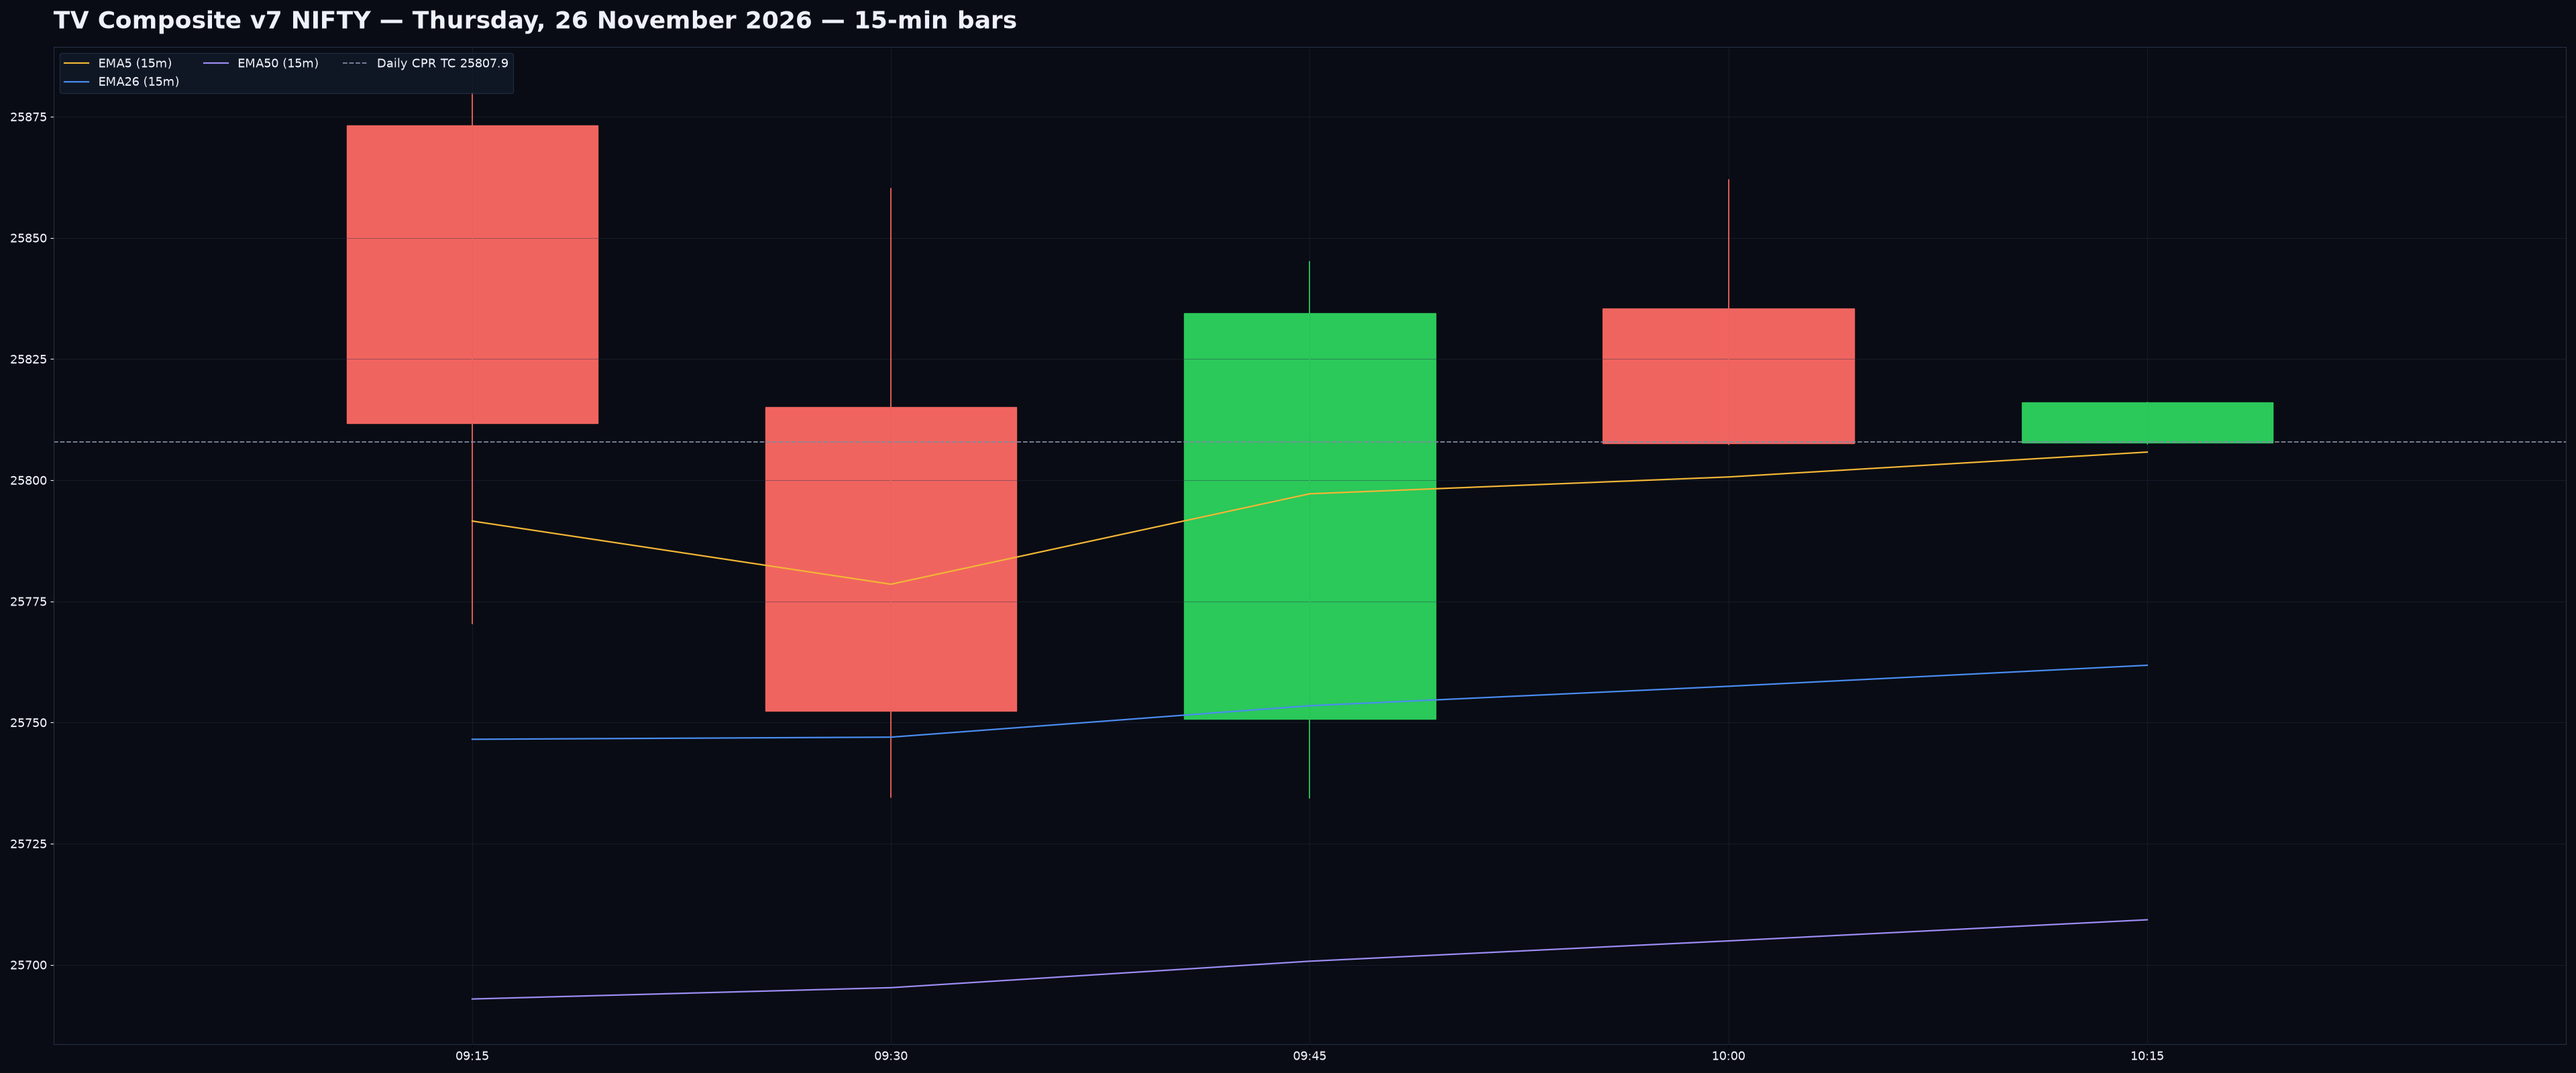 TV Composite v7 NIFTY — Thursday, 26 November 2026 — 15-min bars
EMA5 (15m) EMA50 (15m) Daily CPR TC 25807.9
EMA26 (15m)
25875
25850
25825
25800
25775
25750
25725
25700
09:15 09:30 09:45 10:00 10:15